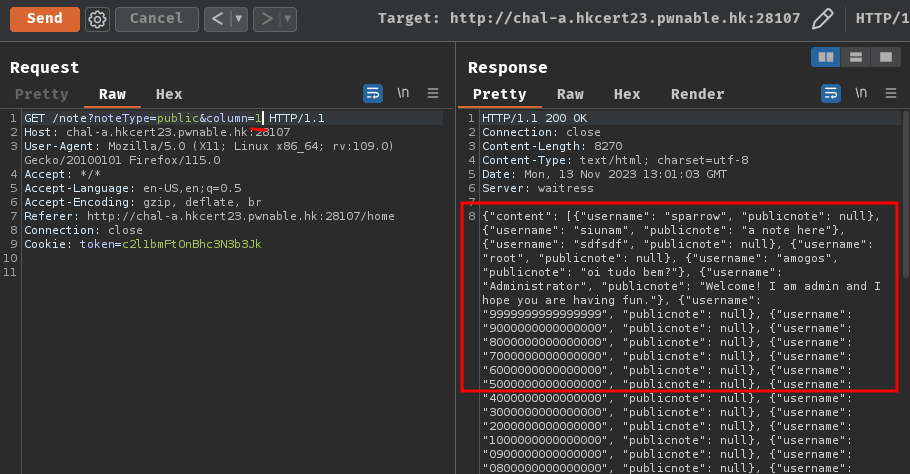 Send Cancel < > Target: http://chal-a.hkcert23.pwnable.hk:28107 HTTP/1
Request
Pretty Raw Hex \n
1 GET /note?noteType=public&column=1 HTTP/1.1
2 Host: chal-a.hkcert23.pwnable.hk:28107
3 User-Agent: Mozilla/5.0 (X11; Linux x86_64; rv:109.0)
Gecko/20100101 Firefox/115.0
4 Accept: */*
5 Accept-Language: en-US,en;q=0.5
6 Accept-Encoding: gzip, deflate, br
7 Referer: http://chal-a.hkcert23.pwnable.hk:28107/home
8 Connection: close
9 Cookie: token=c2l1bmFtOnBhc3N3b3Jk
10
11
Response
Pretty Raw Hex Render \n
1 HTTP/1.1 200 OK
2 Connection: close
3 Content-Length: 8270
4 Content-Type: text/html; charset=utf-8
5 Date: Mon, 13 Nov 2023 13:01:03 GMT
6 Server: waitress
7
8 {"content": [{"username": "sparrow", "publicnote": null},
{"username": "siunam", "publicnote": "a note here"},
{"username": "sdfsdf", "publicnote": null}, {"username":
"root", "publicnote": null}, {"username": "amogos",
"publicnote": "oi tudo bem?"}, {"username":
"Administrator", "publicnote": "Welcome! I am admin and I
hope you are having fun."}, {"username":
"9999999999999999", "publicnote": null}, {"username":
"9000000000000000", "publicnote": null}, {"username":
"8000000000000000", "publicnote": null}, {"username":
"7000000000000000", "publicnote": null}, {"username":
"6000000000000000", "publicnote": null}, {"username":
"5000000000000000", "publicnote": null}, {"username":
"4000000000000000", "publicnote": null}, {"username":
"3000000000000000", "publicnote": null}, {"username":
"2000000000000000", "publicnote": null}, {"username":
"1000000000000000", "publicnote": null}, {"username":
"0900000000000000", "publicnote": null}, {"username":
"0800000000000000", "publicnote": null}, {"username":